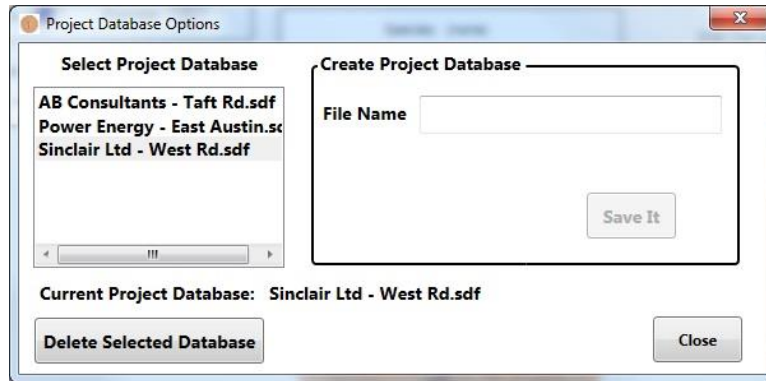 Project Database Options
Select Project Database
AB Consultants - Taft Rd.sdf
Power Energy - East Austin.sc
Sinclair Ltd - West Rd.sdf
Create Project Database
File Name
Save It
Current Project Database: Sinclair Ltd - West Rd.sdf
Delete Selected Database
Close